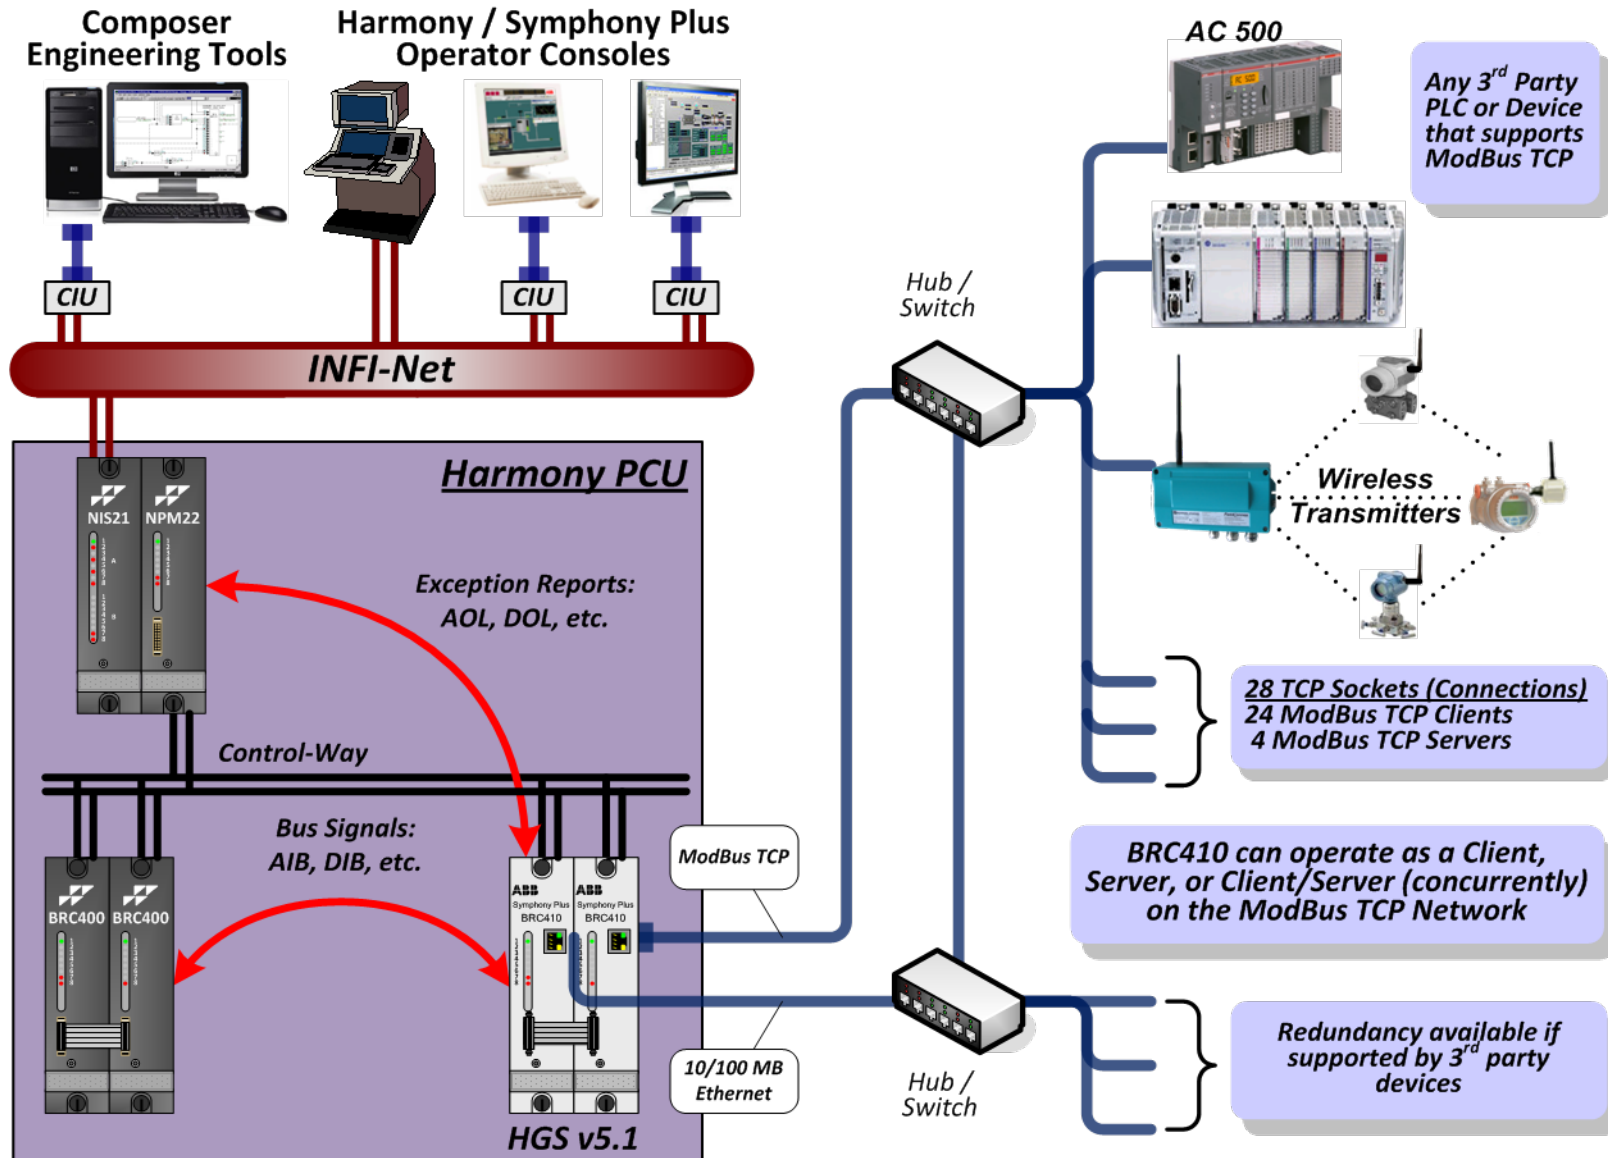 Composer
Engineering Tools
Harmony / Symphony Plus
Operator Consoles
AC 500
Any 3rd Party
PLC or Device
that supports
ModBus TCP
CIU
CIU
CIU
INFI-Net
Hub /
Switch
Harmony PCU
NIS21
NPM22
Exception Reports:
AOL, DOL, etc.
Wireless
Transmitters
28 TCP Sockets (Connections)
24 ModBus TCP Clients
4 ModBus TCP Servers
Control-Way
Bus Signals:
AIB, DIB, etc.
ModBus TCP
BRC410 can operate as a Client,
Server, or Client/Server (concurrently)
on the ModBus TCP Network
BRC400
BRC400
ABB
Symphony Plus
BRC410
ABB
Symphony Plus
BRC410
10/100 MB
Ethernet
Hub /
Switch
Redundancy available if
supported by 3rd party
devices
HGS v5.1